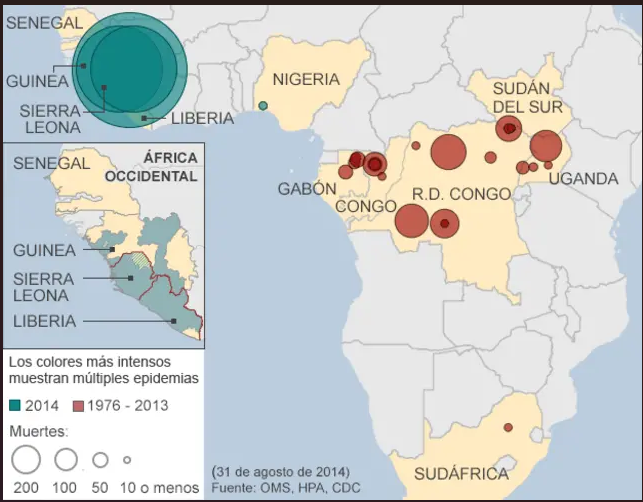 SENEGAL
GUINEA
SIERRA
LEONA
LIBERIA
NIGERIA
SUDÁN
DEL SUR
GABÓN
CONGO
R.D. CONGO
UGANDA
SUDÁFRICA
ÁFRICA
OCCIDENTAL
SENEGAL
GUINEA
SIERRA
LEONA
LIBERIA
Los colores más intensos
muestran múltiples epidemias
2014 1976 - 2013
Muertes:
200 100 50 10 o menos
(31 de agosto de 2014)
Fuente: OMS, HPA, CDC